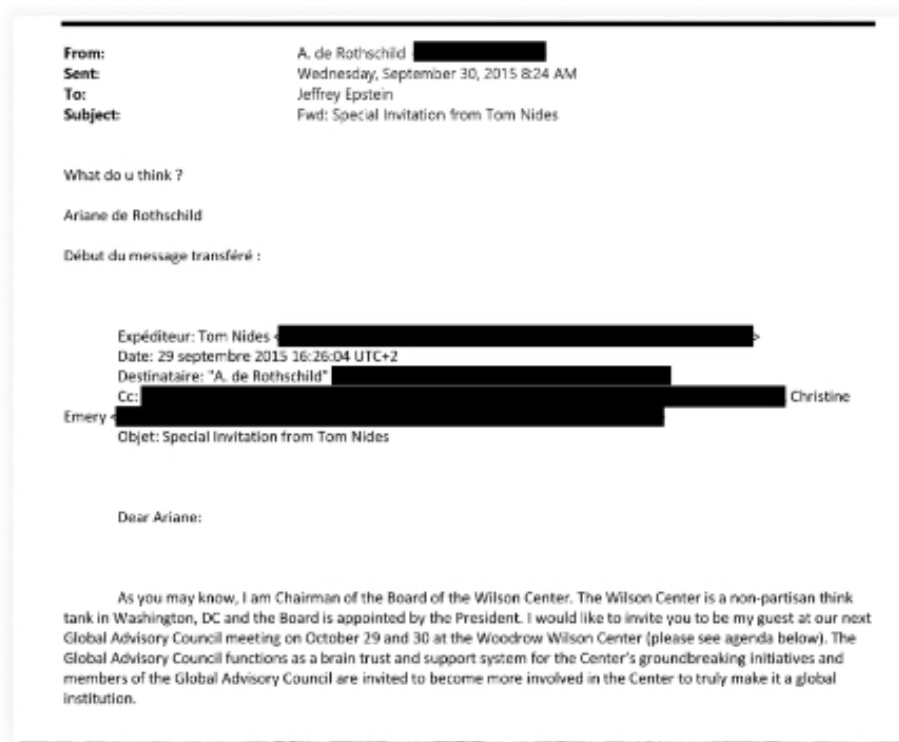 From: A. de Rothschild
Sent: Wednesday, September 30, 2015 8:24 AM
To: Jeffrey Epstein
Subject: Fwd: Special Invitation from Tom Nides
What do u think ?
Ariane de Rothschild
Début du message transféré :
Expéditeur: Tom Nides < >
Date: 29 septembre 2015 16:26:04 UTC+2
Destinataire: "A. de Rothschild"
Cc: Christine
Emery <
Objet: Special Invitation from Tom Nides
Dear Ariane:
As you may know, I am Chairman of the Board of the Wilson Center. The Wilson Center is a non-partisan think
tank in Washington, DC and the Board is appointed by the President. I would like to invite you to be my guest at our next
Global Advisory Council meeting on October 29 and 30 at the Woodrow Wilson Center (please see agenda below). The
Global Advisory Council functions as a brain trust and support system for the Center's groundbreaking initiatives and
members of the Global Advisory Council are invited to become more involved in the Center to truly make it a global
institution.